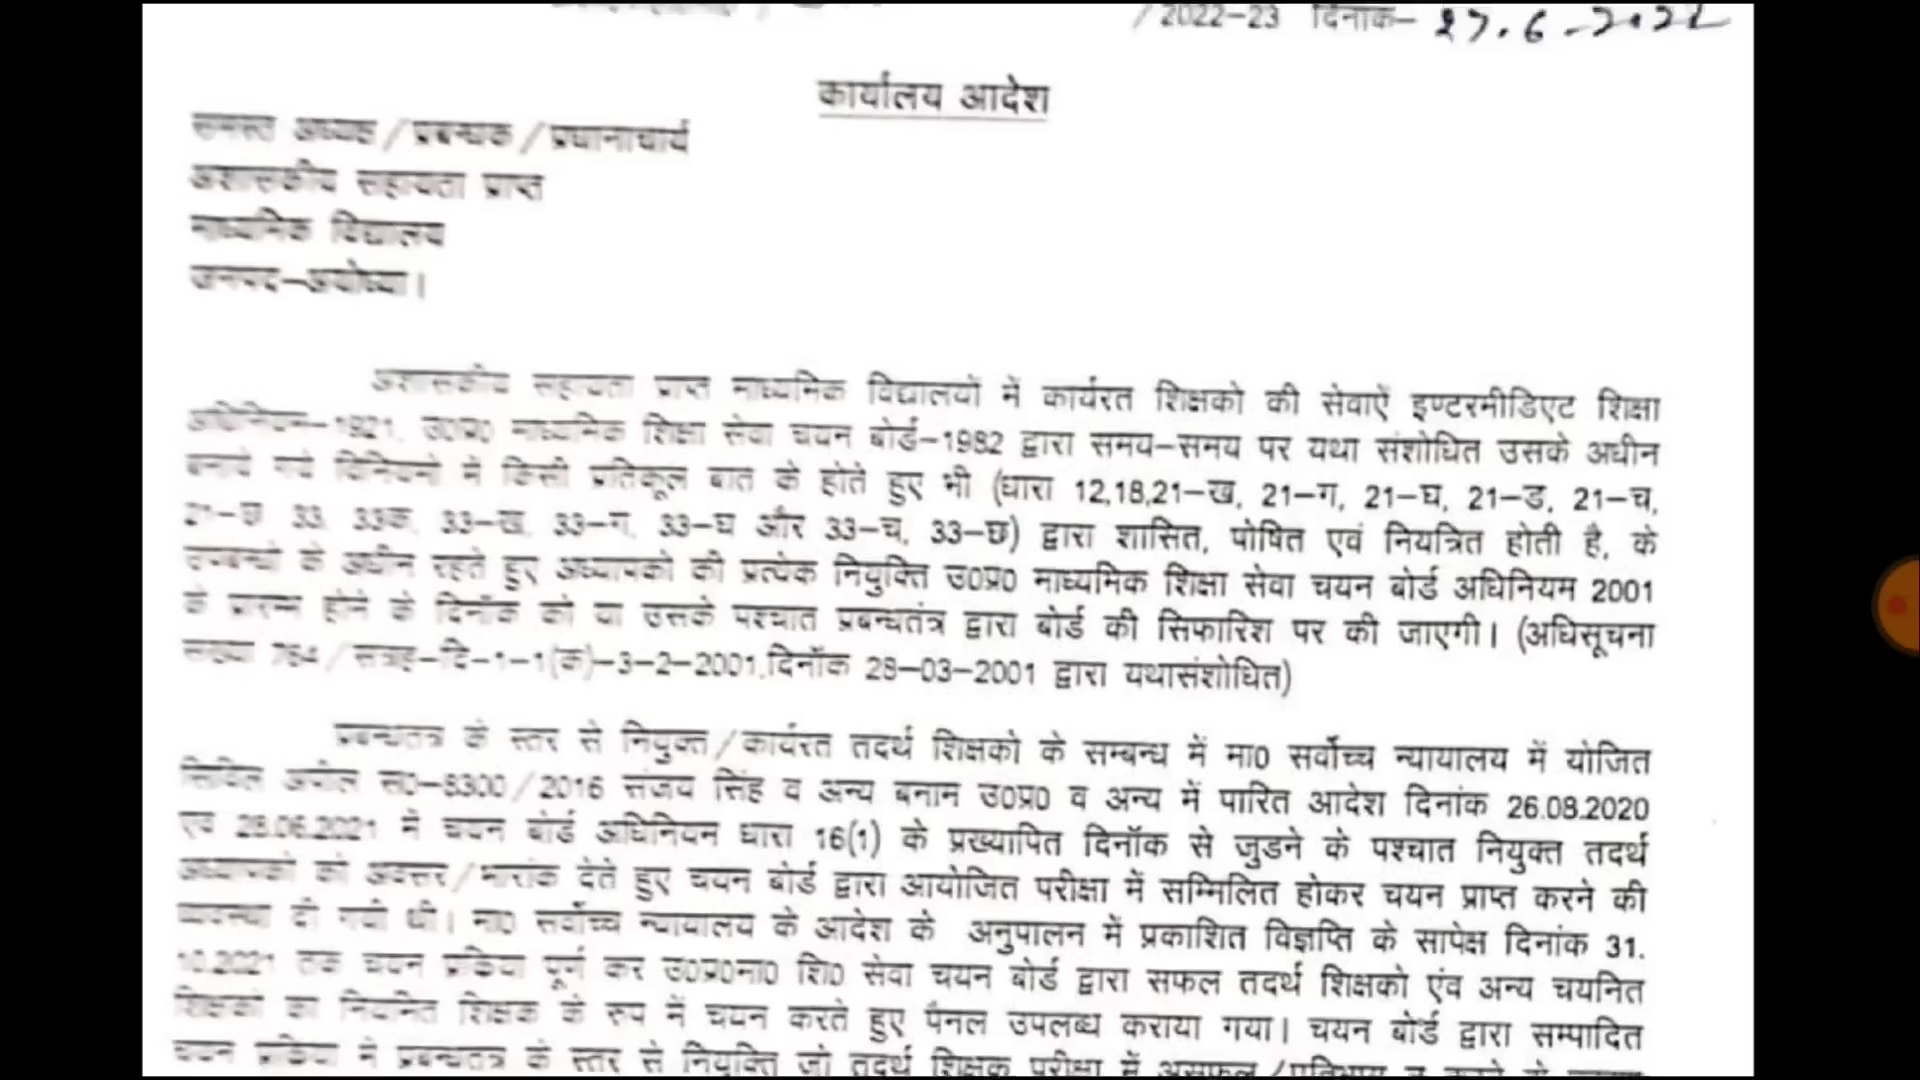 / 2022-23 दिनांक- 27.6.2022
कार्यालय आदेश
समस्त अध्यक्ष/प्रबन्धक/प्रधानाचार्य
अशासकीय सहायता प्राप्त
माध्यमिक विद्यालय
जनपद-अयोध्या।
अशासकीय सहायता प्राप्त माध्यमिक विद्यालयों में कार्यरत शिक्षको की सेवाऐं इण्टरमीडिएट शिक्षा
अधिनियम-1921, उ0प्र0 माध्यमिक शिक्षा सेवा चयन बोर्ड-1982 द्वारा समय-समय पर यथा संशोधित उसके अधीन
बनाये गये विनियमो में किसी प्रतिकूल बात के होते हुए भी (धारा 12,18,21-ख, 21-ग, 21-घ, 21-ड, 21-च,
21-छ 33, 33क, 33-ख, 33-ग, 33-घ और 33-च, 33-छ) द्वारा शासित, पोषित एवं नियत्रित होती है, के
उपबन्धो के अधीन रहते हुए अध्यापको की प्रत्येक नियुक्ति उ0प्र0 माध्यमिक शिक्षा सेवा चयन बोर्ड अधिनियम 2001
के प्रारम्भ होने के दिनॉक को या उसके पश्चात प्रबन्धतंत्र द्वारा बोर्ड की सिफारिश पर की जाएगी। (अधिसूचना
संख्या 784/सत्रह-वि-1-1(क)-3-2-2001,दिनॉक 28-03-2001 द्वारा यथासंशोधित)
प्रबन्धतत्र के स्तर से नियुक्त/कार्यरत तदर्थ शिक्षको के सम्बन्ध में मा0 सर्वोच्च न्यायालय में योजित
सिविल अपील स0-8300/2016 संजय सिंह व अन्य बनाम उ0प्र0 व अन्य में पारित आदेश दिनांक 26.08.2020
एवं 28.06.2021 में चयन बोर्ड अधिनियम धारा 16(1) के प्रख्यापित दिनॉक से जुडने के पश्चात नियुक्त तदर्थ
अध्यापको को अवसर/भारांक देते हुए चयन बोर्ड द्वारा आयोजित परीक्षा में सम्मिलित होकर चयन प्राप्त करने की
व्यवस्था दी गयी थी। मा0 सर्वोच्च न्यायालय के आदेश के अनुपालन में प्रकाशित विज्ञप्ति के सापेक्ष दिनांक 31.
10.2021 तक चयन प्रकिया पूर्ण कर उ0प्र0मा0 शि0 सेवा चयन बोर्ड द्वारा सफल तदर्थ शिक्षको एंव अन्य चयनित
शिक्षको का नियमित शिक्षक के रुप में चयन करते हुए पैनल उपलब्ध कराया गया। चयन बोर्ड द्वारा सम्पादित
चयन प्रकिया में प्रबन्धतत्र के स्तर से नियुक्ति जो तदर्थ शिक्षक परीक्षा में असफल/